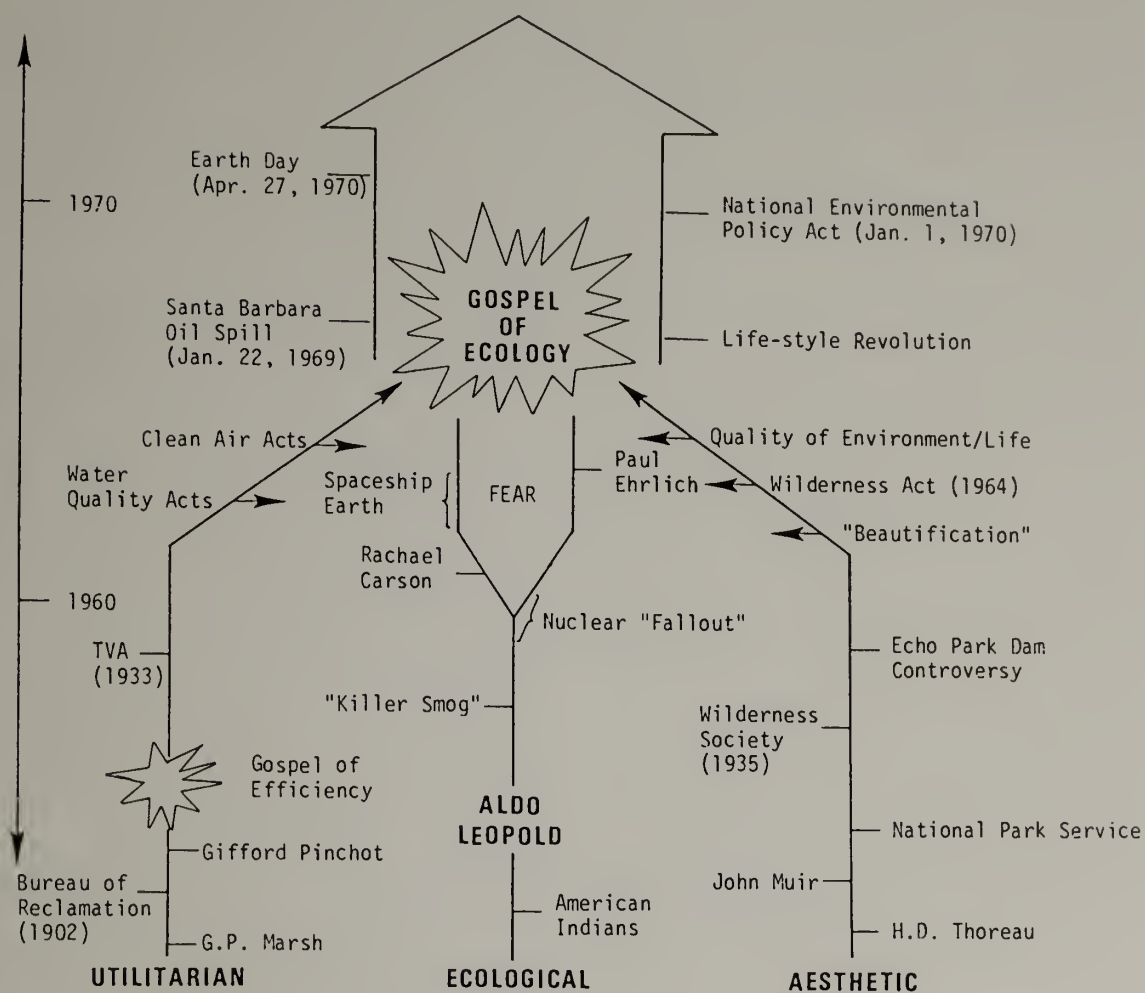 Earth Day
(Apr. 27, 1970)
1970
National Environmental
Policy Act (Jan. 1, 1970)
GOSPEL
OF
ECOLOGY
Santa Barbara
Oil Spill
(Jan. 22, 1969)
Life-style Revolution
Clean Air Acts
Quality of Environment/Life
Water
Quality Acts
Spaceship
Earth
FEAR
Paul
Ehrlich
Wilderness Act (1964)
"Beautification"
Rachael
Carson
1960
Nuclear "Fallout"
TVA
(1933)
Echo Park Dam
Controversy
"Killer Smog"
Wilderness
Society
(1935)
Gospel of
Efficiency
ALDO
LEOPOLD
National Park Service
Gifford Pinchot
John Muir
Bureau of
Reclamation
(1902)
American
Indians
G.P. Marsh
H.D. Thoreau
UTILITARIAN
ECOLOGICAL
AESTHETIC